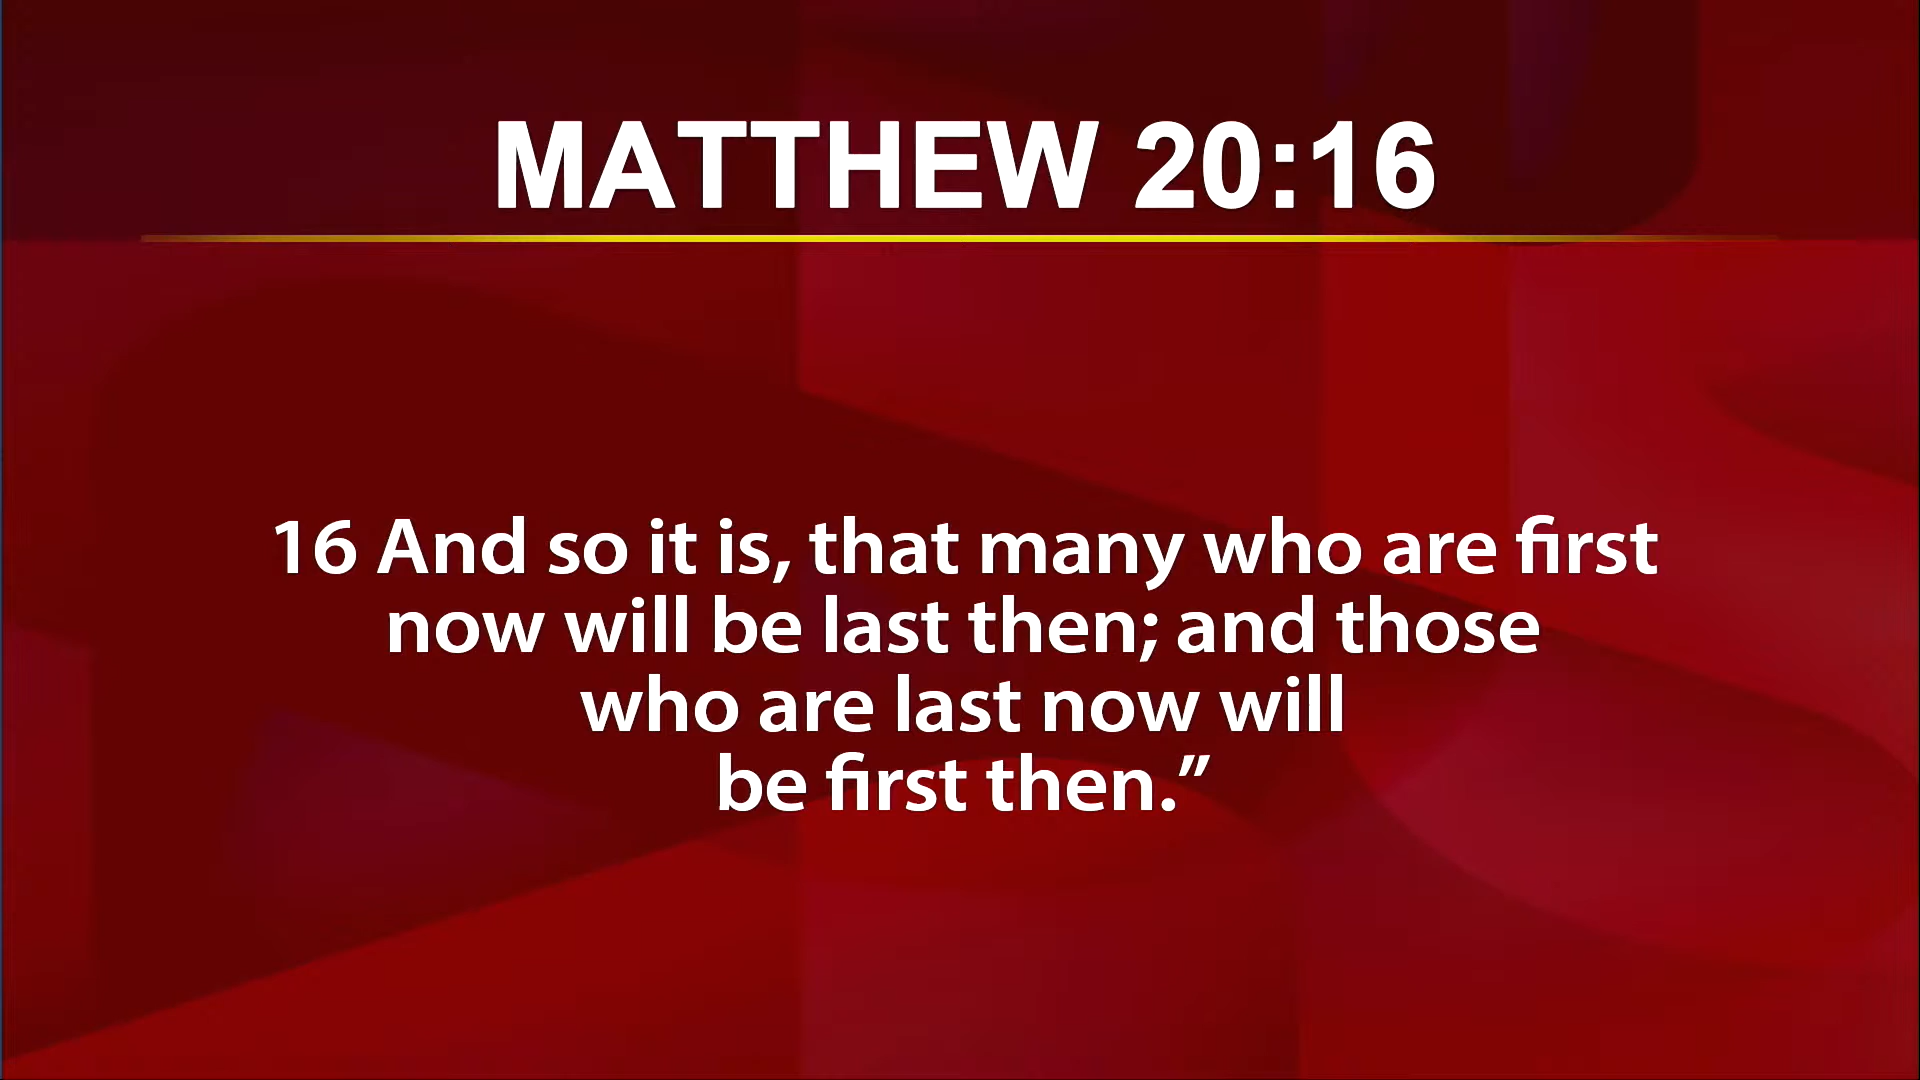 MATTHEW 20:16
16 And so it is, that many who are first
now will be last then; and those
who are last now will
be first then.”